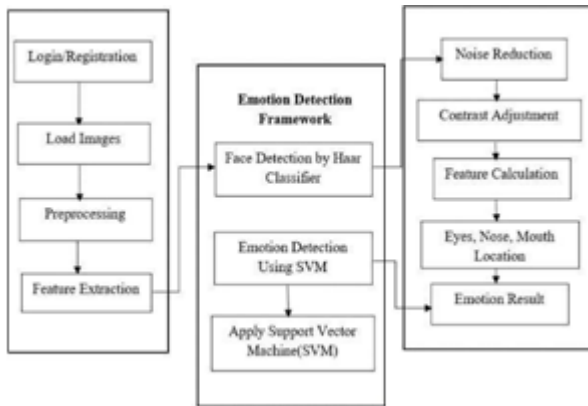 Login/Registration
Load Images
Preprocessing
Feature Extraction
Emotion Detection
Framework
Face Detection by Haar
Classifier
Emotion Detection
Using SVM
Apply Support Vector
Machine(SVM)
Noise Reduction
Contrast Adjustment
Feature Calculation
Eyes, Nose, Mouth
Location
Emotion Result